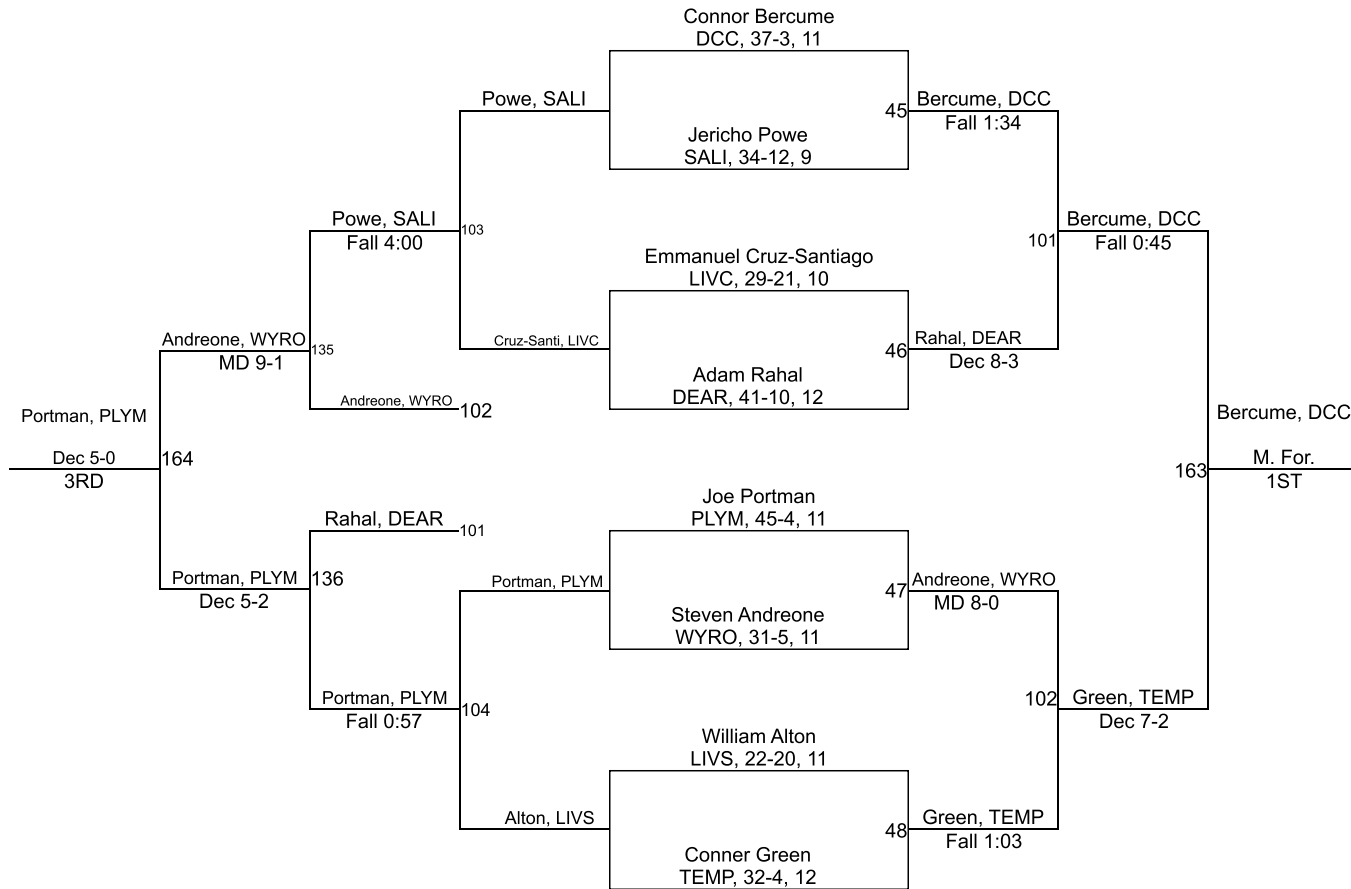 Connor Bercume
DCC, 37-3, 11
Powe, SALI
45
Bercume, DCC
Fall 1:34
Jericho Powe
SALI, 34-12, 9
Powe, SALI
Fall 4:00
103
101
Bercume, DCC
Fall 0:45
Emmanuel Cruz-Santiago
LIVC, 29-21, 10
Andreone, WYRO
MD 9-1
135
Cruz-Santi, LIVC
46
Rahal, DEAR
Dec 8-3
Adam Rahal
DEAR, 41-10, 12
Andreone, WYRO
102
Portman, PLYM
Dec 5-0
3RD
164
Bercume, DCC
163
M. For.
1ST
Joe Portman
PLYM, 45-4, 11
Rahal, DEAR
101
Portman, PLYM
Dec 5-2
136
Portman, PLYM
47
Andreone, WYRO
MD 8-0
Steven Andreone
WYRO, 31-5, 11
Portman, PLYM
Fall 0:57
104
102
Green, TEMP
Dec 7-2
William Alton
LIVS, 22-20, 11
Alton, LIVS
48
Green, TEMP
Fall 1:03
Conner Green
TEMP, 32-4, 12